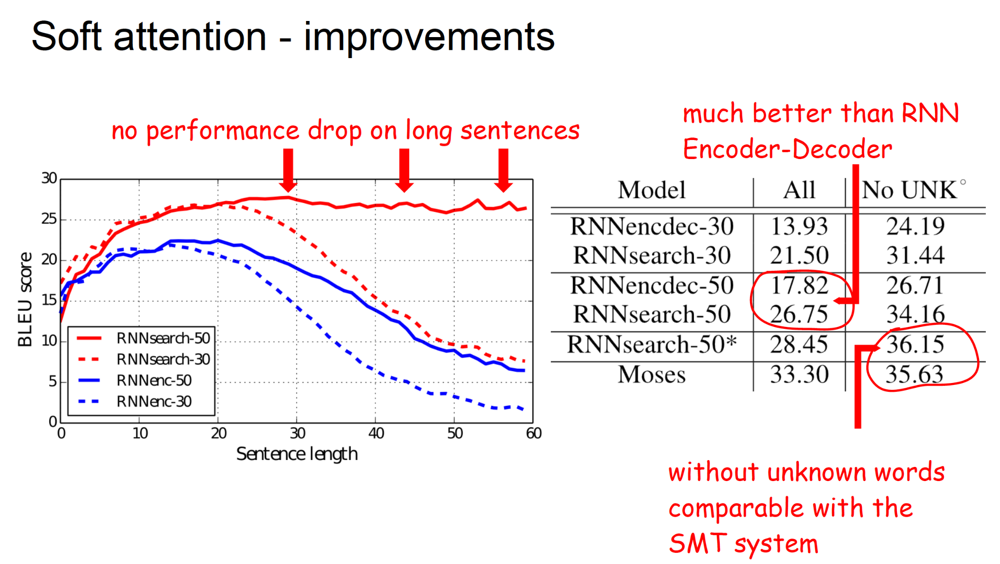 Soft attention - improvements
no performance drop on long sentences
much better than RNN
Encoder-Decoder
30
25
20
15
10
5
0
BLEU score
RNNsearch-50
RNNsearch-30
RNNenc-50
RNNenc-30
0 10 20 30 40 50 60
Sentence length
Model All No UNK°
RNNencdec-30 13.93 24.19
RNNsearch-30 21.50 31.44
RNNencdec-50 17.82 26.71
RNNsearch-50 26.75 34.16
RNNsearch-50* 28.45 36.15
Moses 33.30 35.63
without unknown words
comparable with the
SMT system